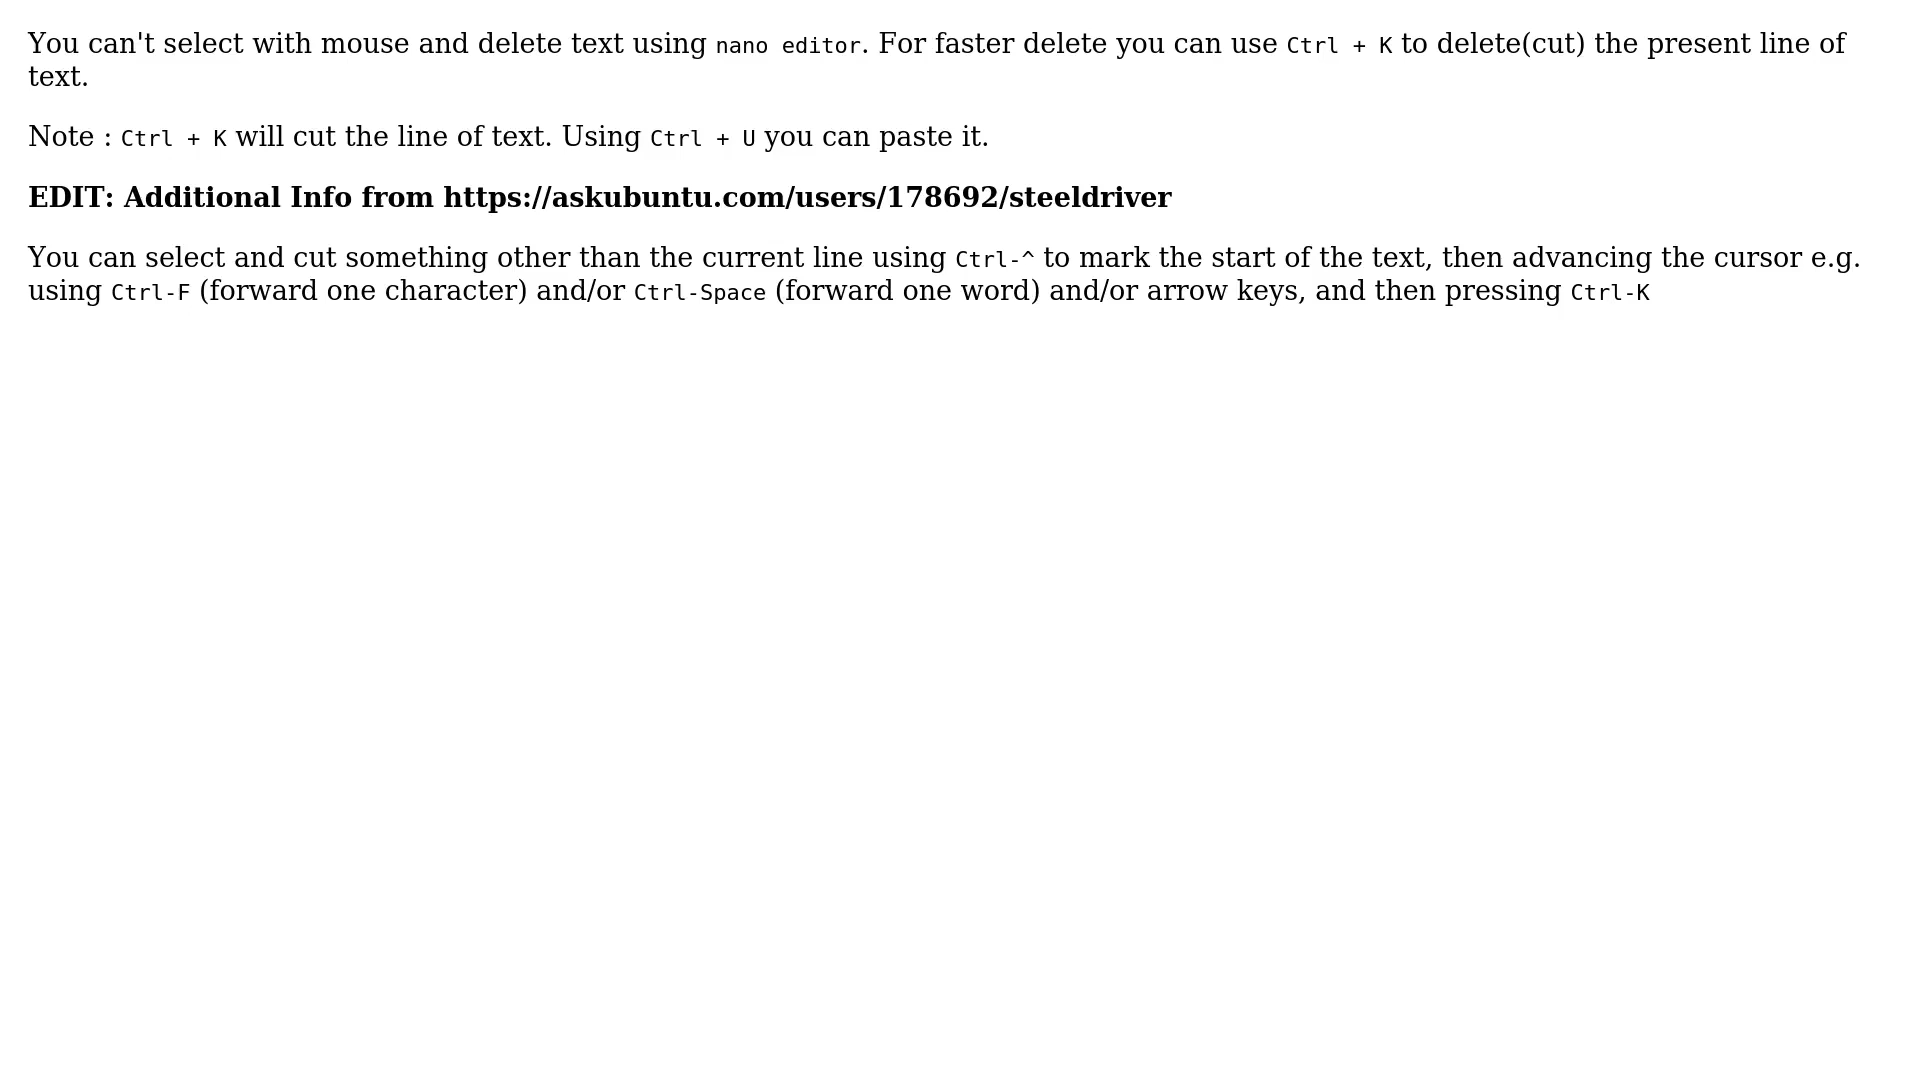 You can't select with mouse and delete text using nano editor. For faster delete you can use Ctrl + K to delete(cut) the present line of
text.
Note : Ctrl + K will cut the line of text. Using Ctrl + U you can paste it.
EDIT: Additional Info from https://askubuntu.com/users/178692/steeldriver
You can select and cut something other than the current line using Ctrl-^ to mark the start of the text, then advancing the cursor e.g.
using Ctrl-F (forward one character) and/or Ctrl-Space (forward one word) and/or arrow keys, and then pressing Ctrl-K